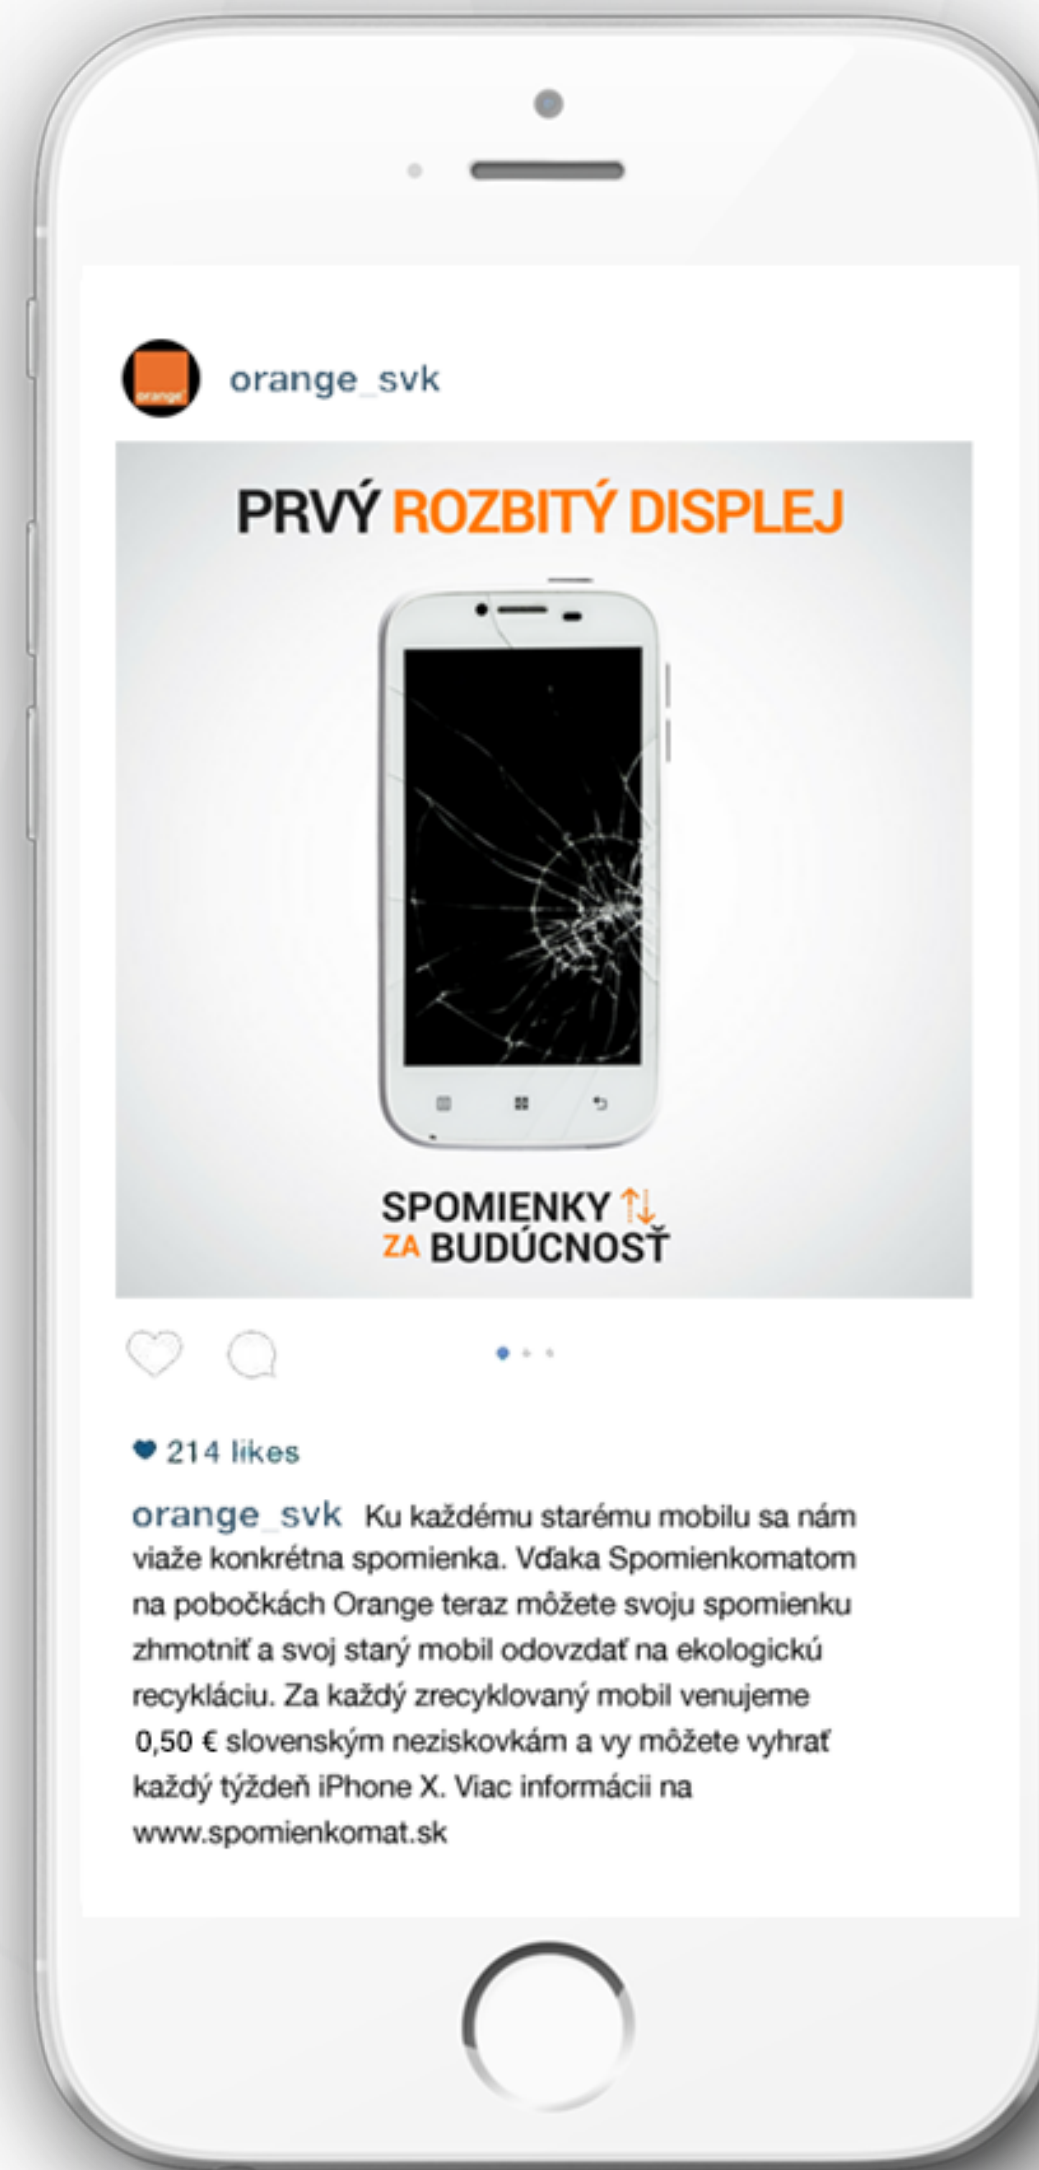 orange
orange_svk
PRVÝ ROZBITÝ DISPLEJ
SPOMIENKY
ZA BUDÚCNOSŤ
214 likes
orange_svk Ku každému starému mobilu sa nám
viaže konkrétna spomienka. Vďaka Spomienkomatom
na pobočkách Orange teraz môžete svoju spomienku
zhmotniť a svoj starý mobil odovzdať na ekologickú
recykláciu. Za každý zrecyklovaný mobil venujeme
0,50 € slovenským neziskovkám a vy môžete vyhrať
každý týždeň iPhone X. Viac informácii na
www.spomienkomat.sk